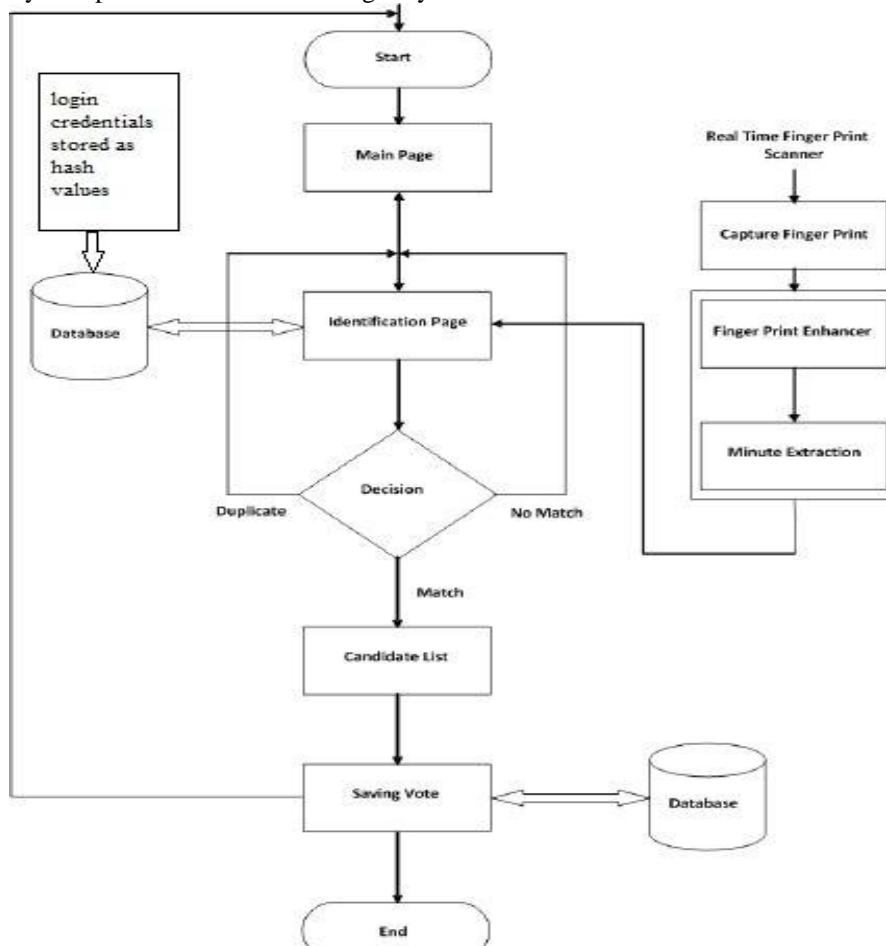 Start
login
credentials
stored as
hash
values
Main Page
Real Time Finger Print
Scanner
Capture Finger Print
Database
Identification Page
Finger Print Enhancer
Minute Extraction
Decision
Duplicate
No Match
Match
Candidate List
Saving Vote
Database
End